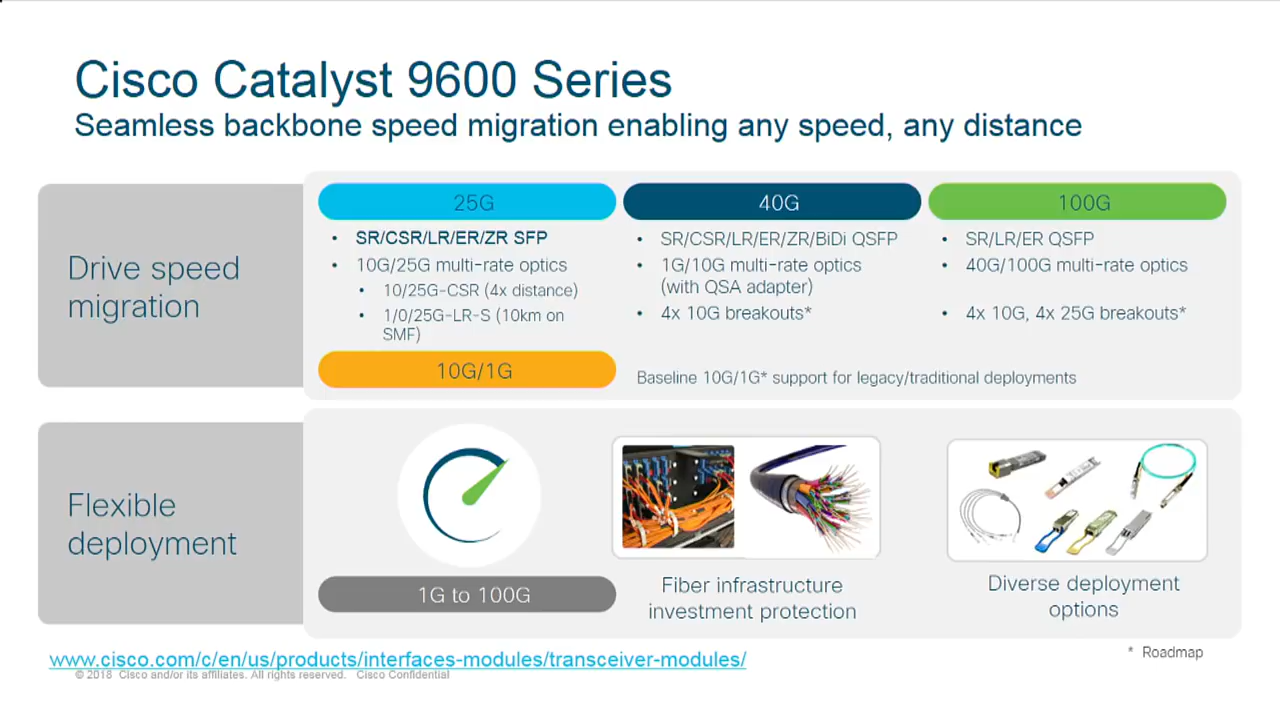 Cisco Catalyst 9600 Series
Seamless backbone speed migration enabling any speed, any distance
Drive speed
migration
25G
• SR/CSR/LR/ER/ZR SFP
• 10G/25G multi-rate optics
• 10/25G-CSR (4x distance)
• 1/0/25G-LR-S (10km on
SMF)
10G/1G
40G
• SR/CSR/LR/ER/ZR/BiDi QSFP
• 1G/10G multi-rate optics
(with QSA adapter)
• 4x 10G breakouts*
100G
• SR/LR/ER QSFP
• 40G/100G multi-rate optics
• 4x 10G, 4x 25G breakouts*
Baseline 10G/1G* support for legacy/traditional deployments
Flexible
deployment
1G to 100G
Fiber infrastructure
investment protection
Diverse deployment
options
www.cisco.com/c/en/us/products/interfaces-modules/transceiver-modules/
* Roadmap
© 2018 Cisco and/or its affiliates. All rights reserved. Cisco Confidential